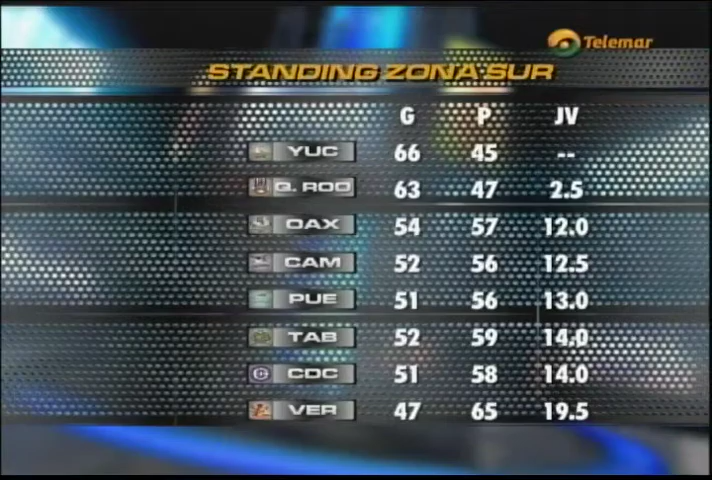 Telemar
STANDING ZONA SUR
G P JV
YUC 66 45 --
Q. ROO 63 47 2.5
OAX 54 57 12.0
CAM 52 56 12.5
PUE 51 56 13.0
TAB 52 59 14.0
CDC 51 58 14.0
VER 47 65 19.5